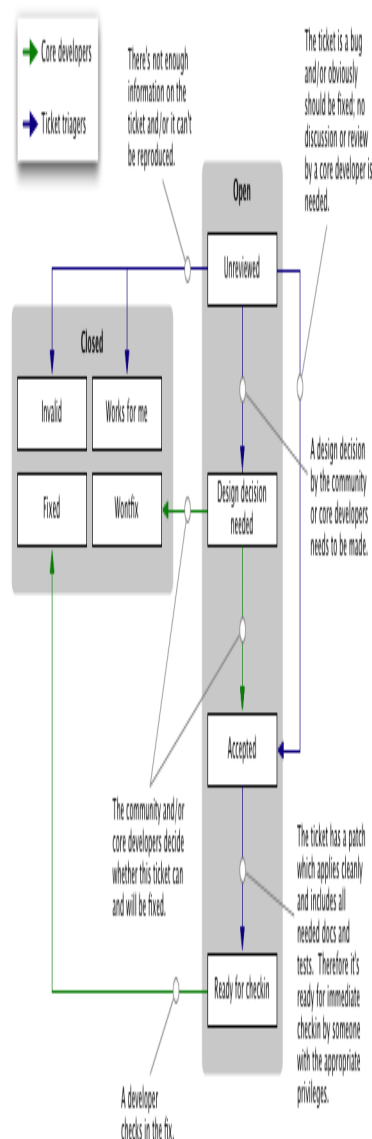 Core developers
Ticket triagers
There's not enough
information on the
ticket and/or it can't
be reproduced.
The ticket is a bug
and/or obviously
should be fixed; no
discussion or review
by a core developer is
needed.
Open
Unreviewed
Closed
Invalid
Works for me
Fixed
Wontfix
Design decision
needed
A design decision
by the community
or core developers
needs to be made.
Accepted
The community and/or
core developers decide
whether this ticket can
and will be fixed.
The ticket has a patch
which applies cleanly
and includes all
needed docs and
tests. Therefore it's
ready for immediate
checkin by someone
with the appropriate
privileges.
Ready for checkin
A developer
checks in the fix.